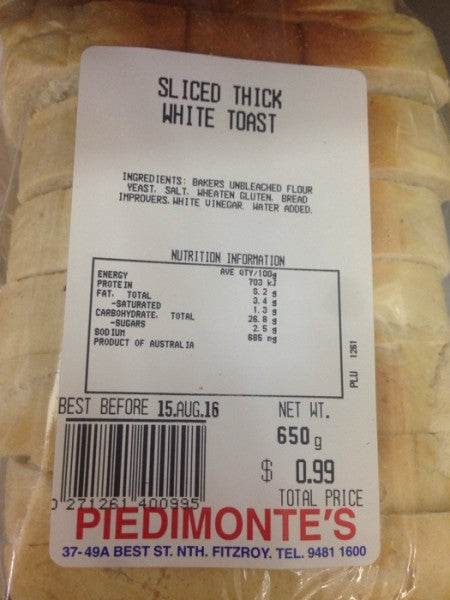 SLICED THICK
WHITE TOAST
INGREDIENTS: BAKERS UNBLEACHED FLOUR
YEAST, SALT, WHEATEN GLUTEN, BREAD
IMPROVERS, WHITE VINEGAR, WATER ADDED.
NUTRITION INFORMATION
AVE QTY/100g
ENERGY 703 kJ
PROTEIN 5.2 g
FAT, TOTAL 3.4 g
-SATURATED 1.3 g
CARBOHYDRATE, TOTAL 26.8 g
-SUGARS 2.5 g
SODIUM 685 mg
PRODUCT OF AUSTRALIA
PLU 1261
BEST BEFORE 15.AUG.16
NET WT.
650 g
$ 0.99
TOTAL PRICE
0 271261 400995
PIEDIMONTE'S
37-49A BEST ST. NTH. FITZROY. TEL. 9481 1600